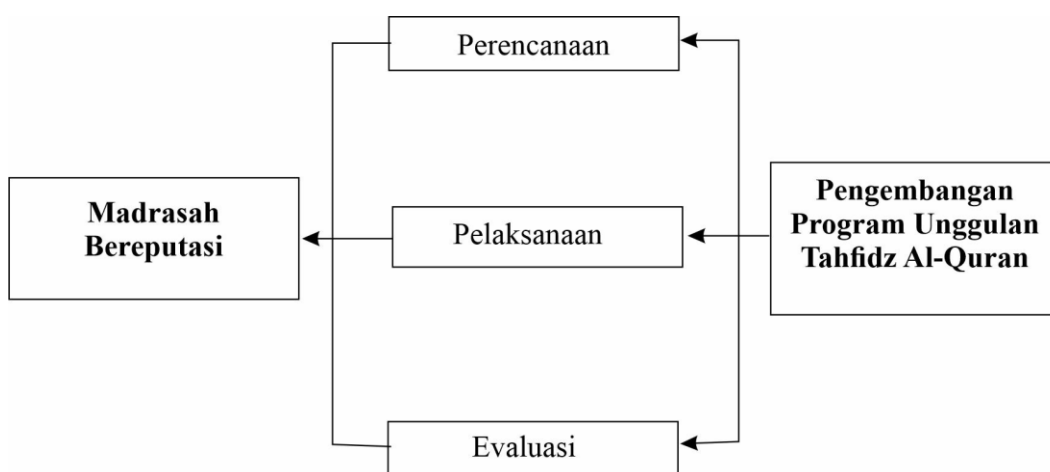 Perencanaan
Madrasah
Bereputasi
Pelaksanaan
Pengembangan
Program Unggulan
Tahfidz Al-Quran
Evaluasi